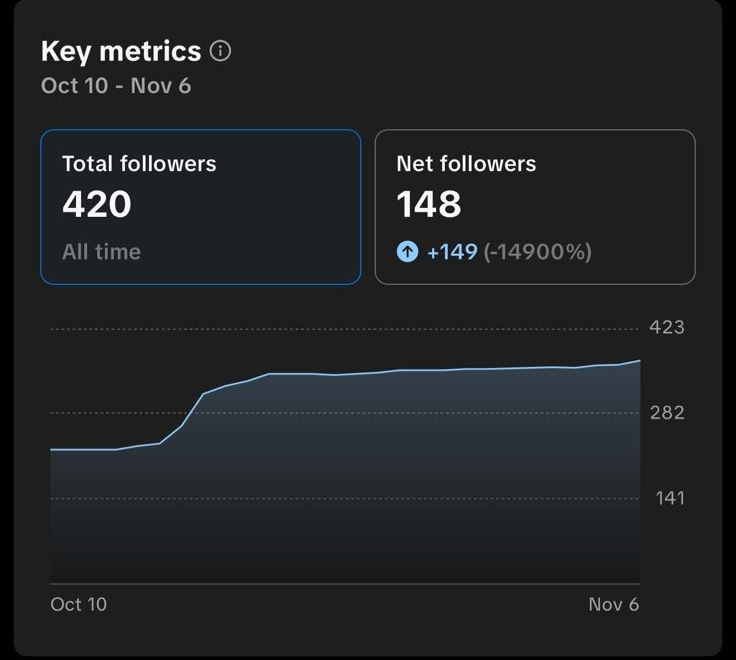 Key metrics
Oct 10 - Nov 6
Total followers
420
All time
Net followers
148
+149 (-14900%)
423
282
141
Oct 10
Nov 6